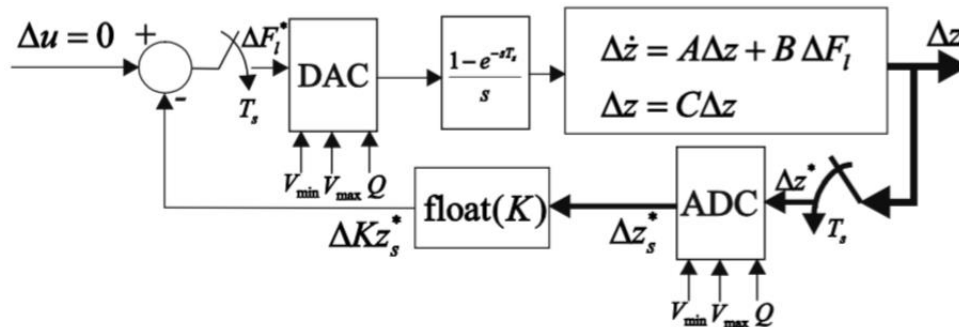 Δu = 0
+
-
ΔF_l^*
T_s
DAC
V_min V_max Q
1-e^{-sT_s}
s
Δż = AΔz + B ΔF_l
Δz = CΔz
Δz
Δz^*
T_s
ADC
V_min V_max Q
Δz_s^*
float(K)
ΔKz_s^*